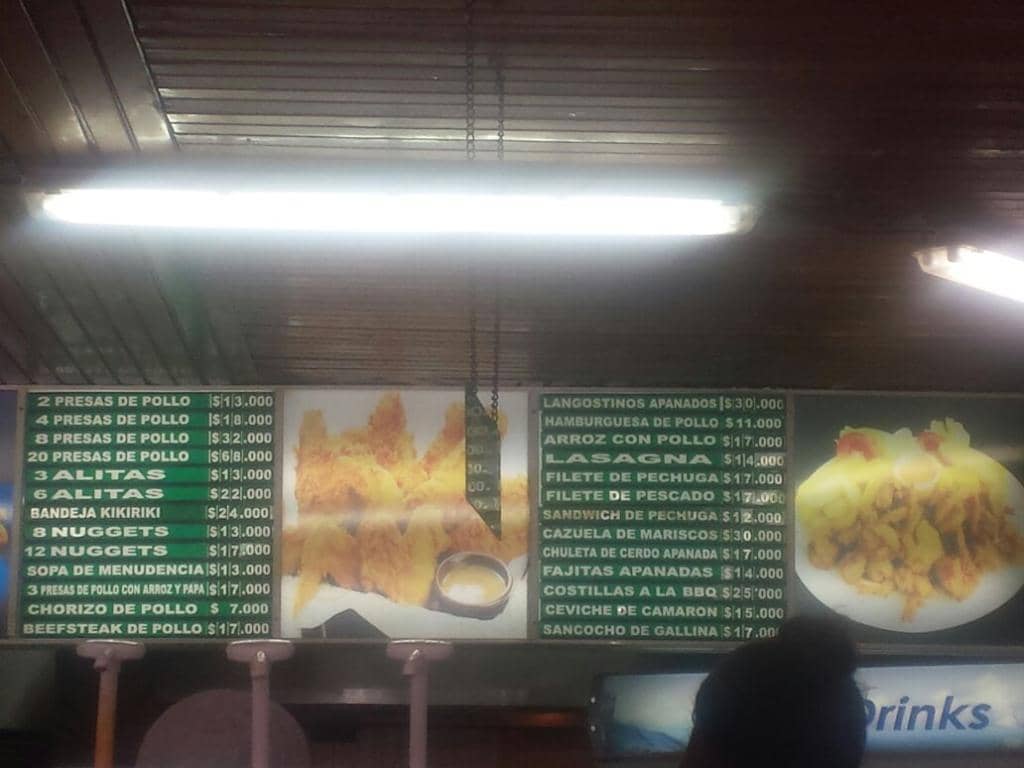 2 PRESAS DE POLLO $13.000
4 PRESAS DE POLLO $18.000
8 PRESAS DE POLLO $32.000
20 PRESAS DE POLLO $68.000
3 ALITAS $13.000
6 ALITAS $22.000
BANDEJA KIKIRIKI $24.000
8 NUGGETS $13.000
12 NUGGETS $17.000
SOPA DE MENUDENCIA $13.000
3 PRESAS DE POLLO CON ARROZ Y PAPA $17.000
CHORIZO DE POLLO $ 7.000
BEEFSTEAK DE POLLO $17.000
LANGOSTINOS APANADOS $30.000
HAMBURGUESA DE POLLO $11.000
ARROZ CON POLLO $17.000
LASAGNA $14.000
FILETE DE PECHUGA $17.000
FILETE DE PESCADO $17.000
SANDWICH DE PECHUGA $12.000
CAZUELA DE MARISCOS $30.000
CHULETA DE CERDO APANADA $17.000
FAJITAS APANADAS $14.000
COSTILLAS A LA BBQ $25'000
CEVICHE DE CAMARON $15.000
SANCOCHO DE GALLINA $17.000
Drinks